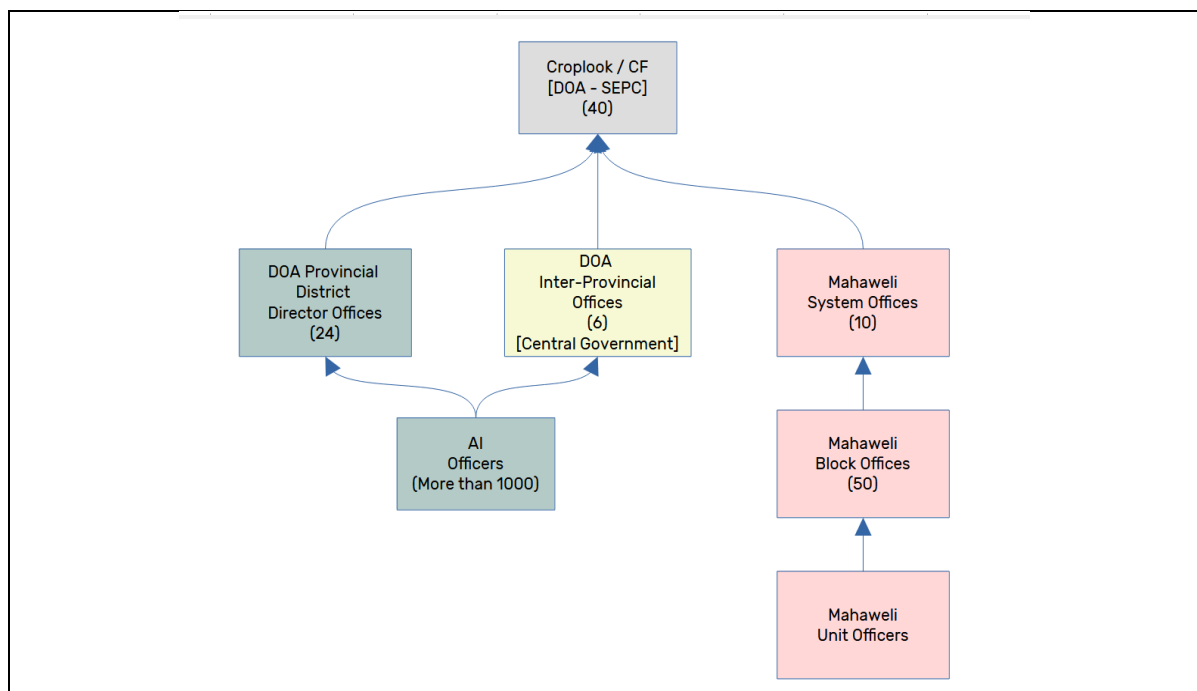 Croplook / CF
[DOA - SEPC]
(40)
DOA Provincial
District
Director Offices
(24)
DOA
Inter-Provincial
Offices
(6)
[Central Government]
Mahaweli
System Offices
(10)
AI
Officers
(More than 1000)
Mahaweli
Block Offices
(50)
Mahaweli
Unit Officers